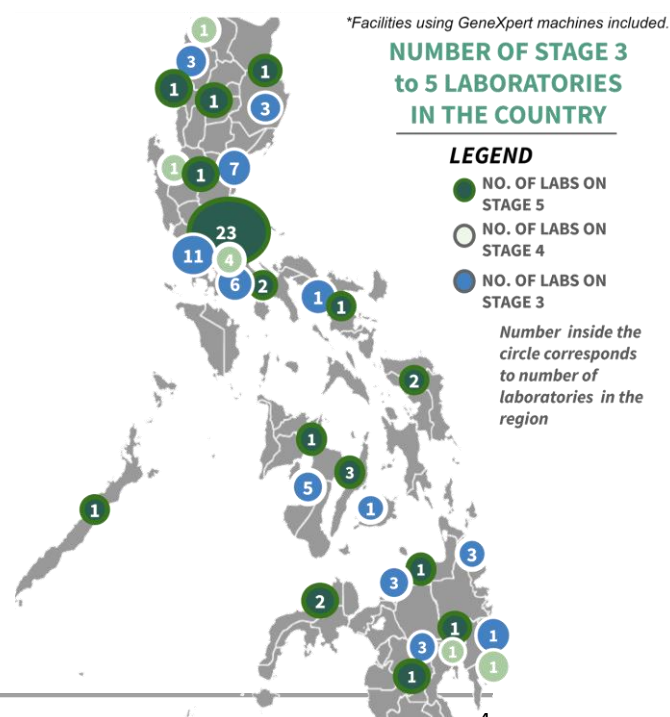 *Facilities using GeneXpert machines included.
NUMBER OF STAGE 3
to 5 LABORATORIES
IN THE COUNTRY
LEGEND
NO. OF LABS ON
STAGE 5
NO. OF LABS ON
STAGE 4
NO. OF LABS ON
STAGE 3
Number inside the
circle corresponds
to number of
laboratories in the
region
1
3
1
1
1
3
1
1
7
23
11
4
6
2
1
1
2
1
3
5
1
1
3
1
3
2
1
1
3
1
1
1